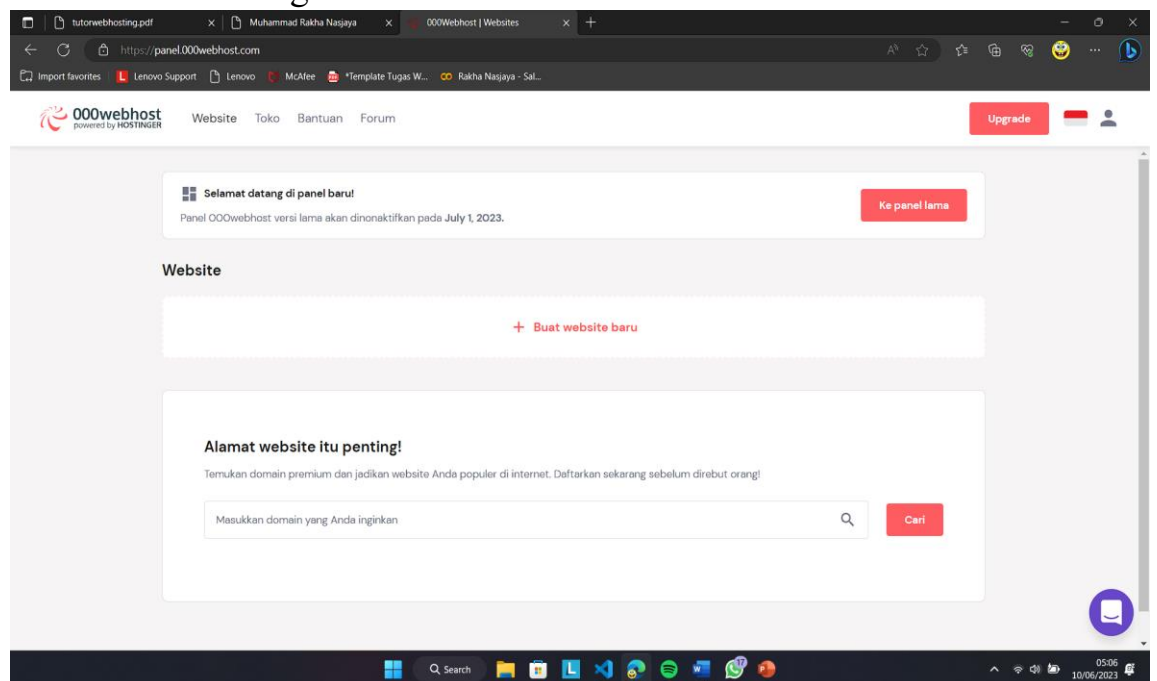 tutorwebhosting.pdf
Muhammad Rakha Nasjaya
000Webhost | Websites
https://panel.000webhost.com
Import favorites
Lenovo Support
Lenovo
McAfee
*Template Tugas W...
Rakha Nasjaya - Sal...
000webhost
powered by HOSTINGER
Website
Toko
Bantuan
Forum
Upgrade
Selamat datang di panel baru!
Ke panel lama
Panel 000webhost versi lama akan dinonaktifkan pada July 1, 2023.
Website
+ Buat website baru
Alamat website itu penting!
Temukan domain premium dan jadikan website Anda populer di internet. Daftarkan sekarang sebelum direbut orang!
Masukkan domain yang Anda inginkan
Cari
Search
05:06
10/06/2023